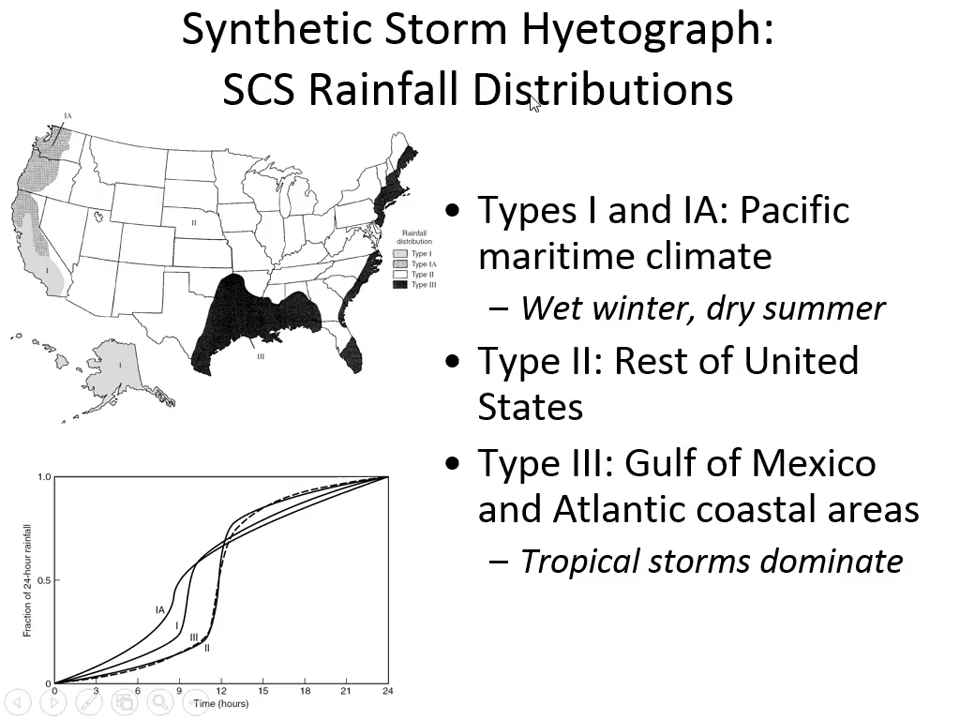 Synthetic Storm Hyetograph:
SCS Rainfall Distributions
IA
II
I
III
I
Rainfall
distribution
Type I
Type IA
Type II
Type III
• Types I and IA: Pacific
maritime climate
– Wet winter, dry summer
• Type II: Rest of United
States
• Type III: Gulf of Mexico
and Atlantic coastal areas
– Tropical storms dominate
Fraction of 24-hour rainfall
1.0
0.5
0
IA
I
III
II
0 3 6 9 12 15 18 21 24
Time (hours)